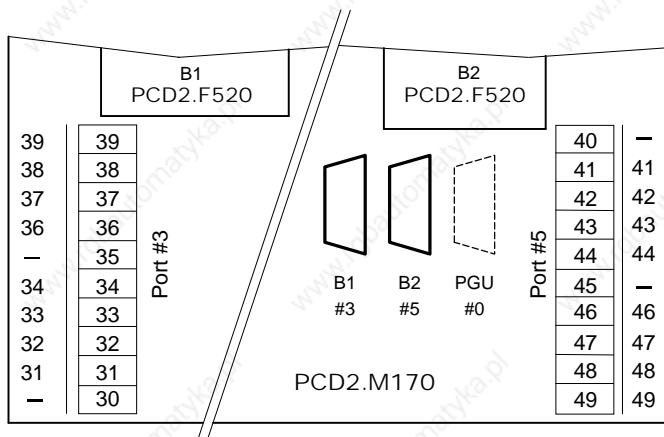 B1
PCD2.F520
B2
PCD2.F520
39 39
38 38
37 37
36 36
– 35
34 34
33 33
32 32
31 31
– 30
Port #3
B1
#3
B2
#5
PGU
#0
PCD2.M170
Port #5
40 –
41 41
42 42
43 43
44 44
45 –
46 46
47 47
48 48
49 49